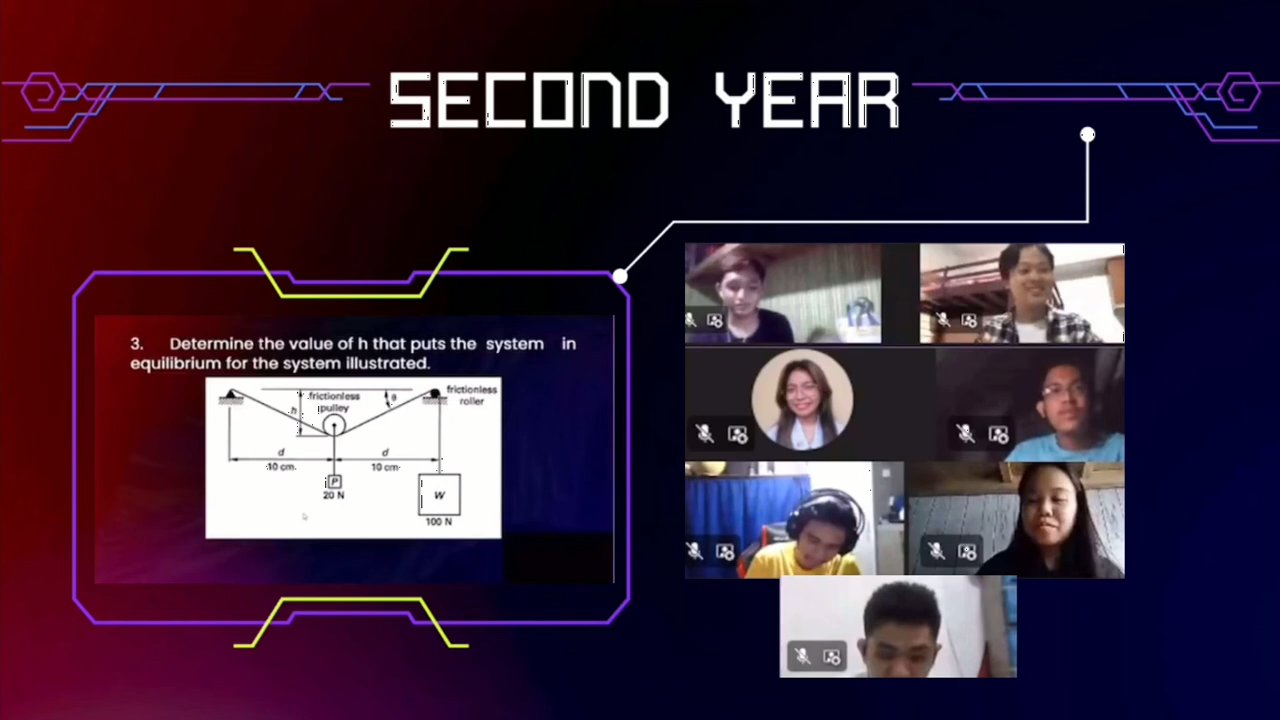 SECOND YEAR
3. Determine the value of h that puts the system in
equilibrium for the system illustrated.
frictionless
pulley
θ
frictionless
roller
h
d
10 cm
d
10 cm
P
20 N
W
100 N